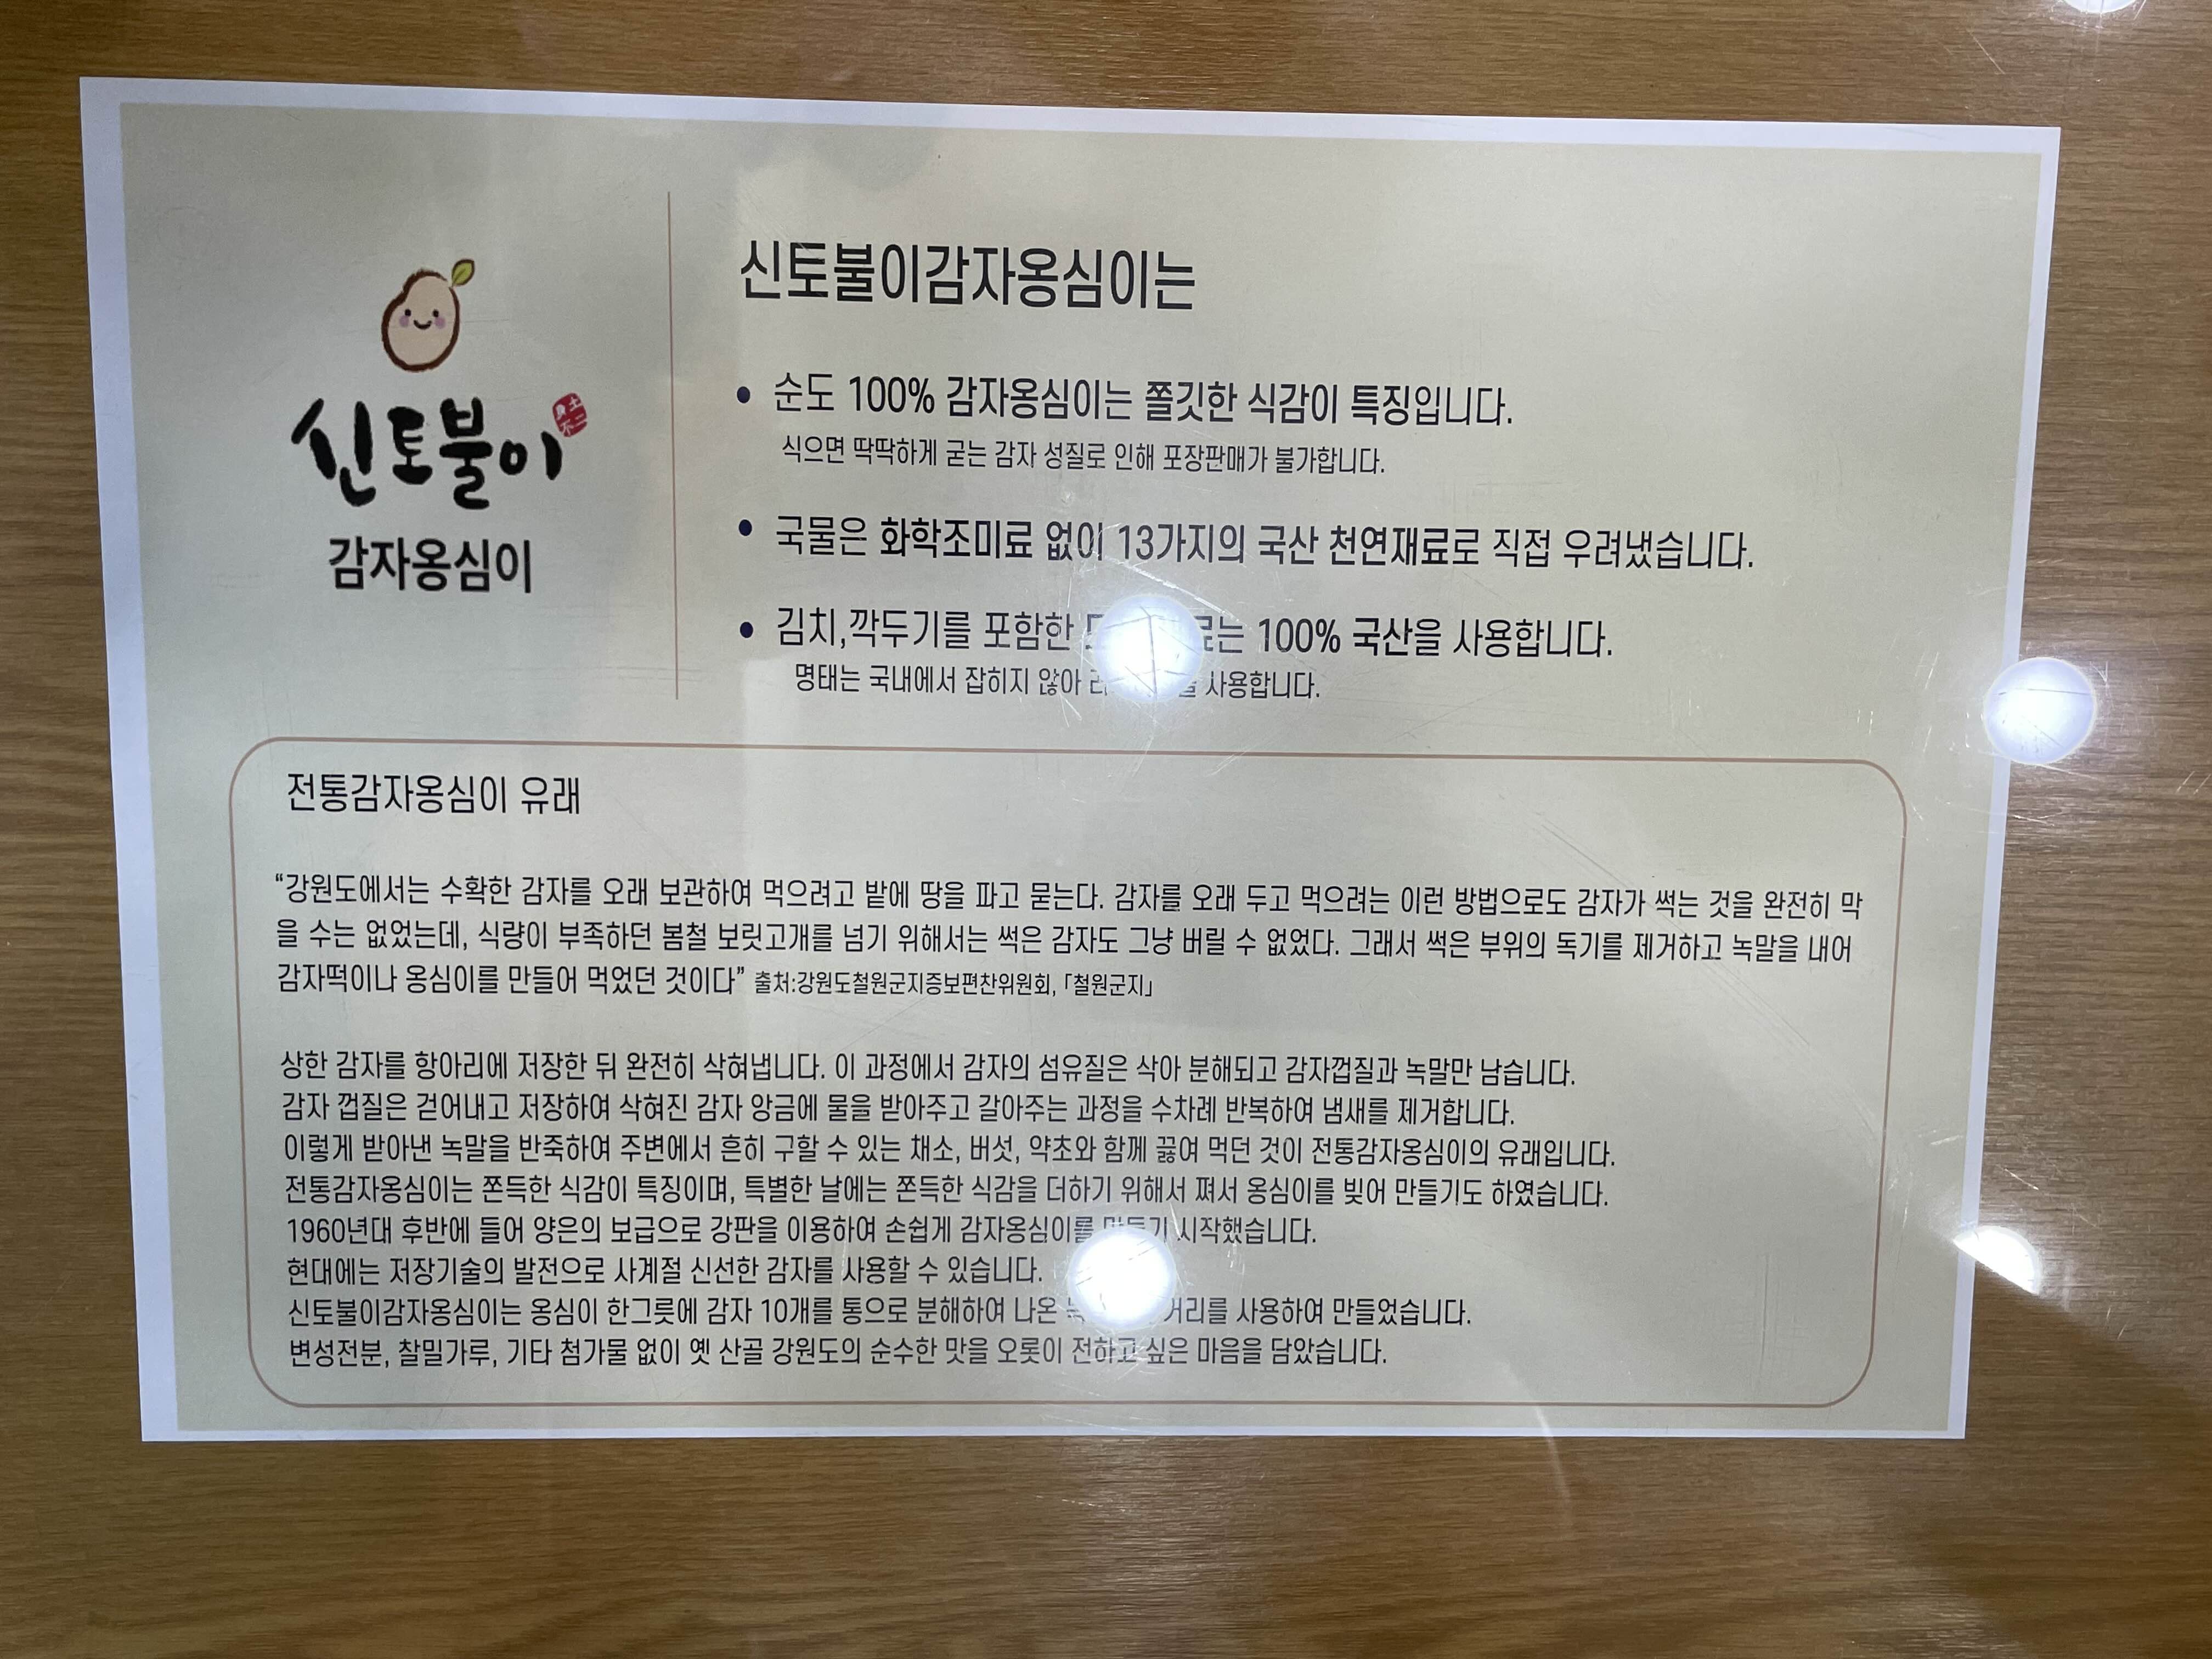 신토불이
身土不二
감자옹심이
신토불이감자옹심이는
• 순도 100% 감자옹심이는 쫄깃한 식감이 특징입니다.
식으면 딱딱하게 굳는 감자 성질로 인해 포장판매가 불가합니다.
• 국물은 화학조미료 없이 13가지의 국산 천연재료로 직접 우려냈습니다.
• 김치,깍두기를 포함한 100% 국산을 사용합니다.
명태는 국내에서 잡히지 않아 사용합니다.
전통감자옹심이 유래
“강원도에서는 수확한 감자를 오래 보관하여 먹으려고 밭에 땅을 파고 묻는다. 감자를 오래 두고 먹으려는 이런 방법으로도 감자가 썩는 것을 완전히 막
을 수는 없었는데, 식량이 부족하던 봄철 보릿고개를 넘기 위해서는 썩은 감자도 그냥 버릴 수 없었다. 그래서 썩은 부위의 독기를 제거하고 녹말을 내어
감자떡이나 옹심이를 만들어 먹었던 것이다” 출처:강원도철원군지증보편찬위원회, 「철원군지」
상한 감자를 항아리에 저장한 뒤 완전히 삭혀냅니다. 이 과정에서 감자의 섬유질은 삭아 분해되고 감자껍질과 녹말만 남습니다.
감자 껍질은 걷어내고 저장하여 삭혀진 감자 앙금에 물을 받아주고 갈아주는 과정을 수차례 반복하여 냄새를 제거합니다.
이렇게 받아낸 녹말을 반죽하여 주변에서 흔히 구할 수 있는 채소, 버섯, 약초와 함께 끓여 먹던 것이 전통감자옹심이의 유래입니다.
전통감자옹심이는 쫀득한 식감이 특징이며, 특별한 날에는 쫀득한 식감을 더하기 위해서 쪄서 옹심이를 빚어 만들기도 하였습니다.
1960년대 후반에 들어 양은의 보급으로 강판을 이용하여 손쉽게 감자옹심이를 만들기 시작했습니다.
현대에는 저장기술의 발전으로 사계절 신선한 감자를 사용할 수 있습니다.
신토불이감자옹심이는 옹심이 한그릇에 감자 10개를 통으로 분해하여 나온 사용하여 만들었습니다.
변성전분, 찰밀가루, 기타 첨가물 없이 옛 산골 강원도의 순수한 맛을 오롯이 전하고 싶은 마음을 담았습니다.